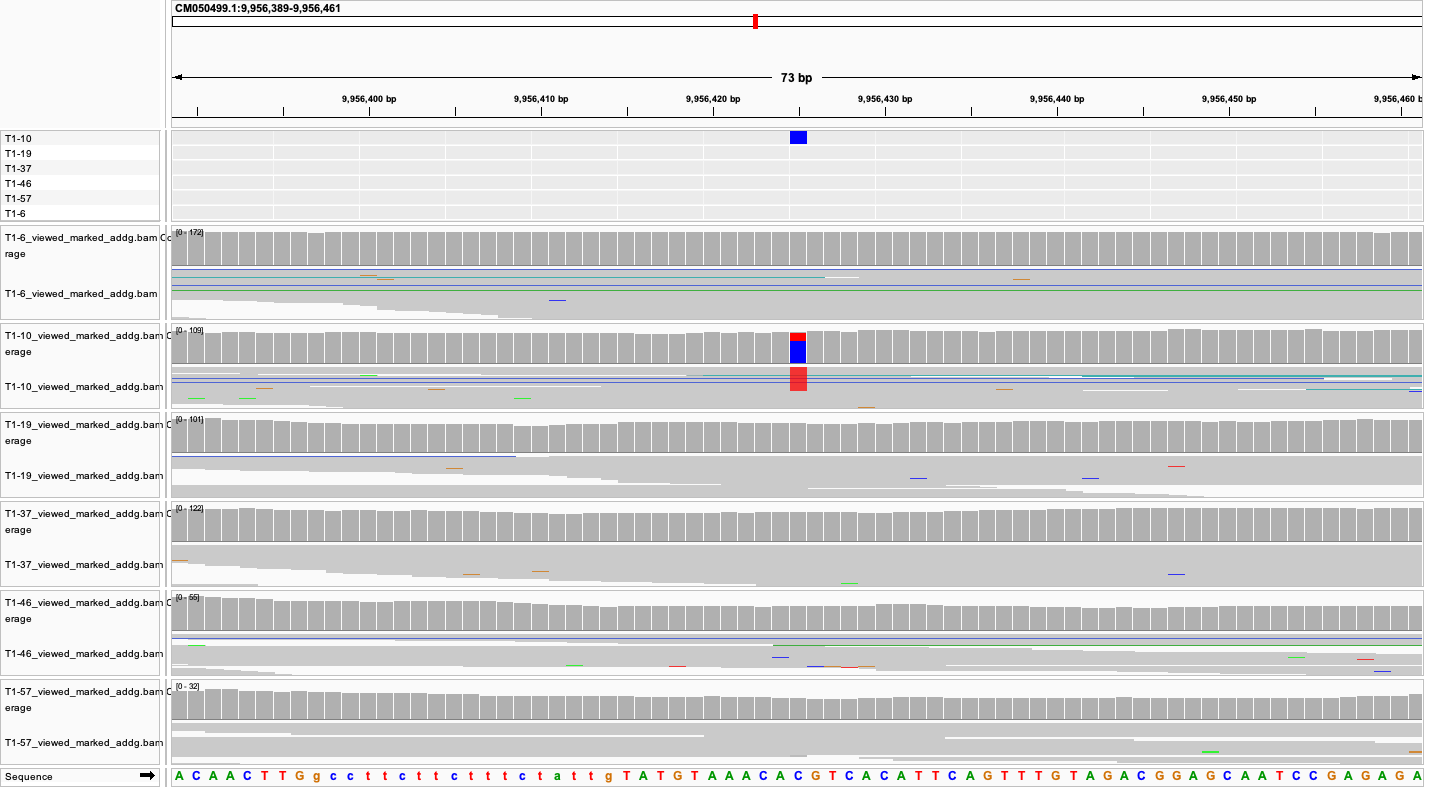 CM050499.1:9,956,389-9,956,461
73 bp
9,956,400 bp 9,956,410 bp 9,956,420 bp 9,956,430 bp 9,956,440 bp 9,956,450 bp 9,956,460 b
T1-10
T1-19
T1-37
T1-46
T1-57
T1-6
T1-6_viewed_marked_addg.bam Co
rage
[0 - 172]
T1-6_viewed_marked_addg.bam
T1-10_viewed_marked_addg.bam C
erage
[0 - 109]
T1-10_viewed_marked_addg.bam
T1-19_viewed_marked_addg.bam C
erage
[0 - 101]
T1-19_viewed_marked_addg.bam
T1-37_viewed_marked_addg.bam C
erage
[0 - 122]
T1-37_viewed_marked_addg.bam
T1-46_viewed_marked_addg.bam C
erage
[0 - 55]
T1-46_viewed_marked_addg.bam
T1-57_viewed_marked_addg.bam C
erage
[0 - 32]
T1-57_viewed_marked_addg.bam
Sequence A C A A C T T G g c c t t c t t c t t t c t a t t g T A T G T A A A C A C G T C A C A T T C A G T T T G T A G A C G G A G C A A T C C G A G A G A